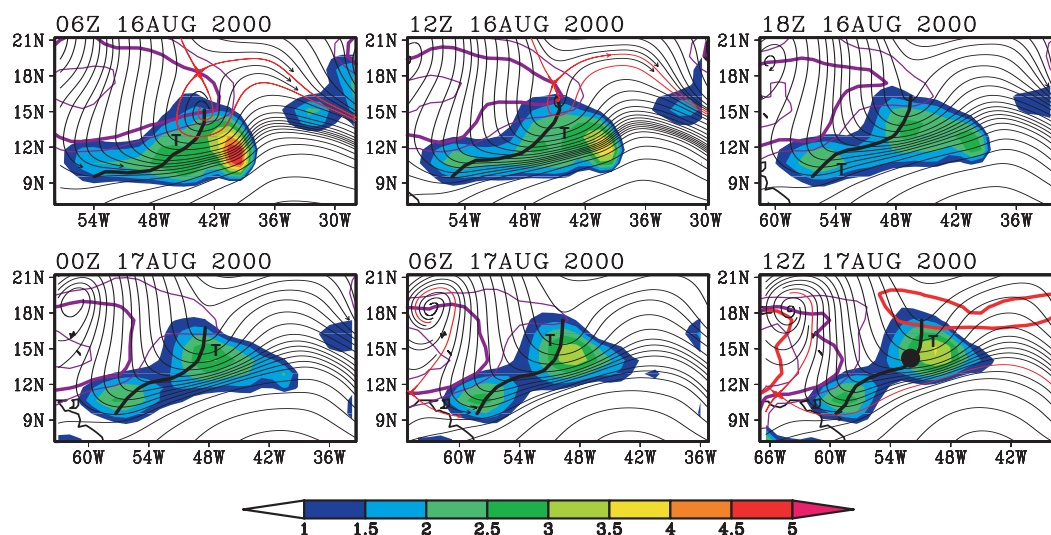 06Z 16AUG 2000
12Z 16AUG 2000
18Z 16AUG 2000
21N 21N 21N
18N 18N 18N
15N 15N 15N
T T
12N 12N 12N
T
9N 9N 9N
54W 48W 42W 36W 30W 54W 48W 42W 36W 30W 60W 54W 48W 42W 36W
00Z 17AUG 2000
06Z 17AUG 2000
12Z 17AUG 2000
21N 21N 21N
18N 18N 18N
15N T 15N T 15N T
12N 12N 12N
9N 9N 9N
60W 54W 48W 42W 36W 60W 54W 48W 42W 36W 66W 60W 54W 48W 42W
1 1.5 2 2.5 3 3.5 4 4.5 5